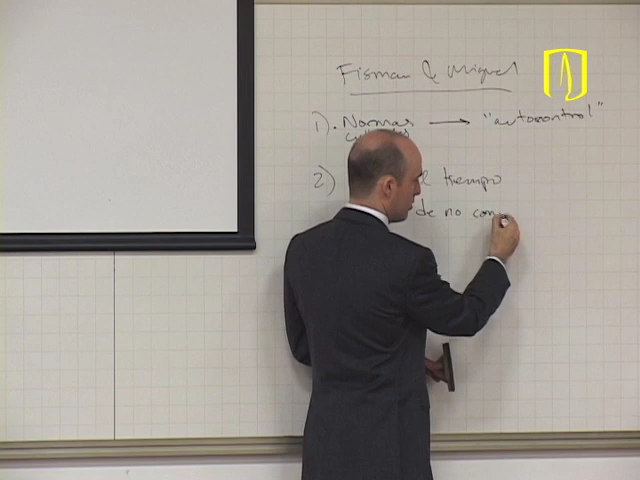 Fisman & Miguel
1). Normas → "autocontrol"
2) tiempo
de no con